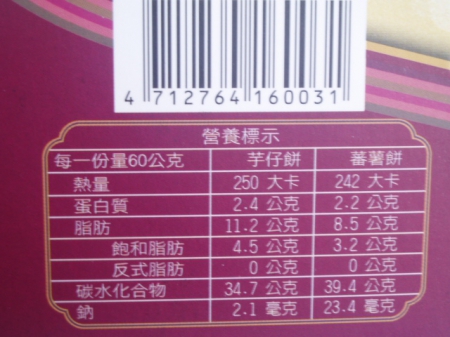 4 712764 160031
營養標示
每一份量60公克 芋仔餅 蕃薯餅
熱量 250 大卡 242 大卡
蛋白質 2.4 公克 2.2 公克
脂肪 11.2 公克 8.5 公克
飽和脂肪 4.5 公克 3.2 公克
反式脂肪 0 公克 0 公克
碳水化合物 34.7 公克 39.4 公克
鈉 2.1 毫克 23.4 毫克